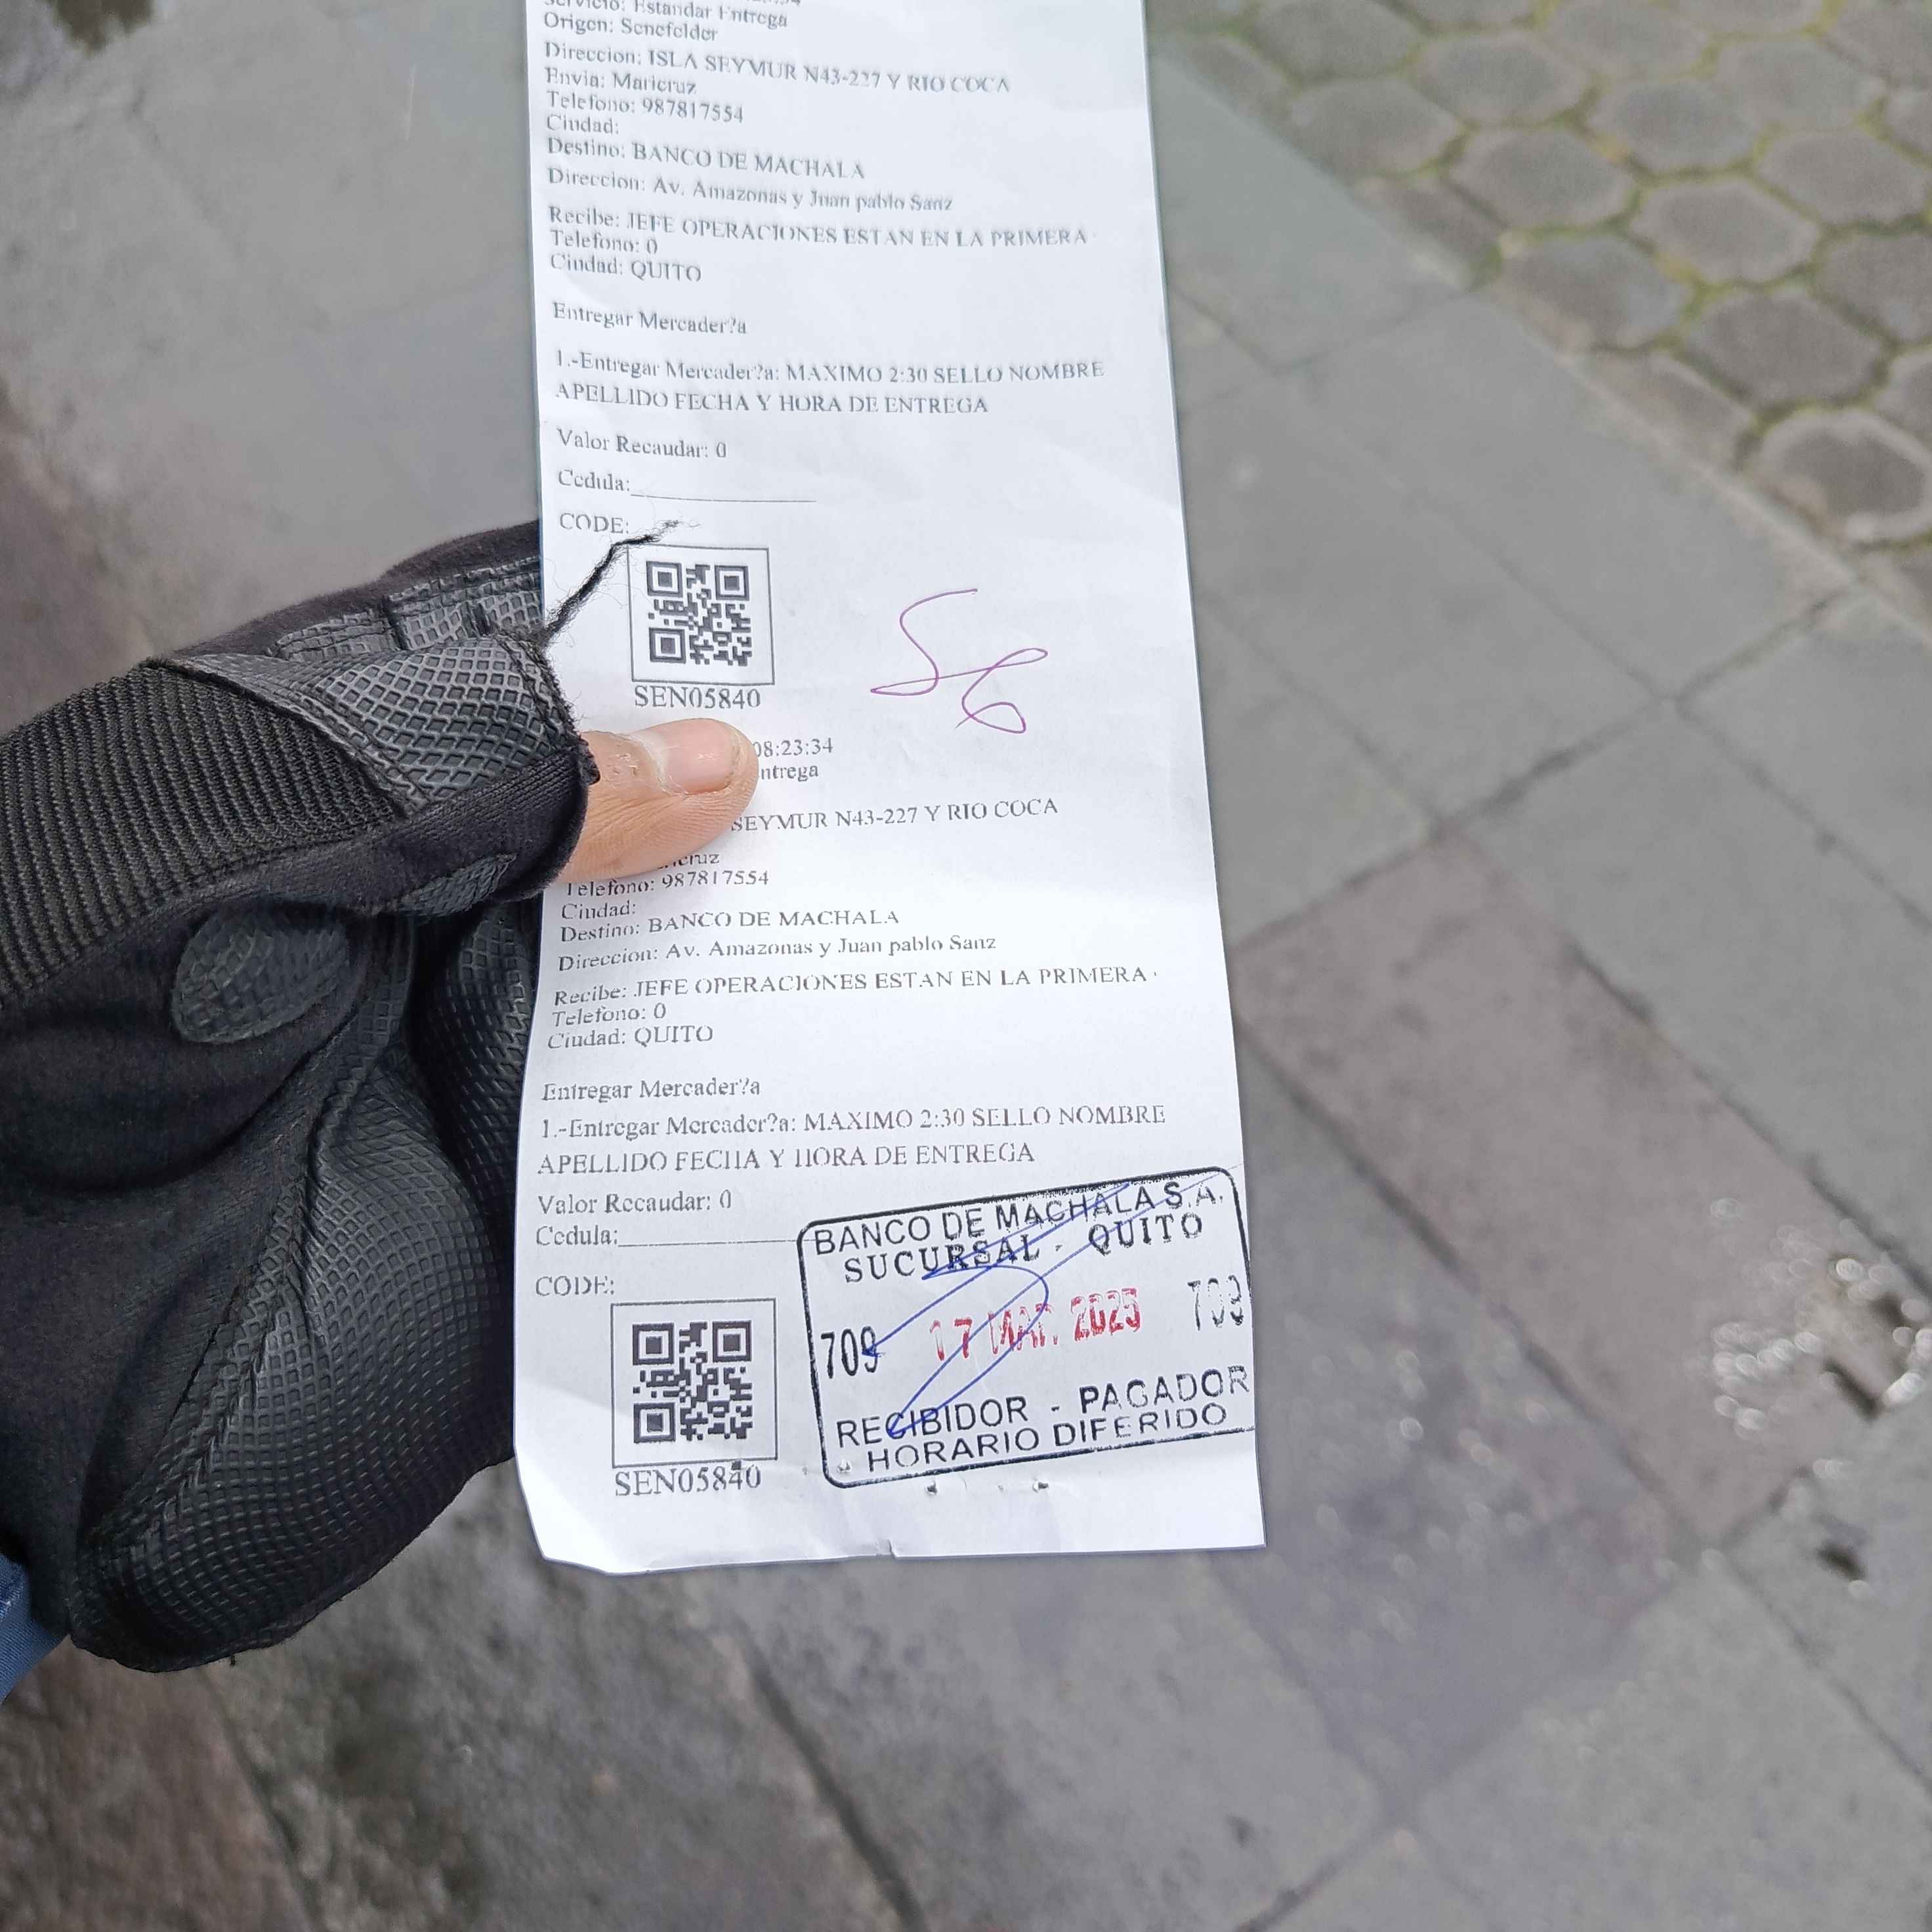 Servicio: Estandar Entrega
Origen: Senefelder
Direccion: ISLA SEYMUR N43-227 Y RIO COCA
Envia: Maricruz
Telefono: 987817554
Ciudad:
Destino: BANCO DE MACHALA
Direccion: Av. Amazonas y Juan pablo Sanz
Recibe: JEFE OPERACIONES ESTAN EN LA PRIMERA
Telefono: 0
Ciudad: QUITO
Entregar Mercader?a
1.-Entregar Mercader?a: MAXIMO 2:30 SELLO NOMBRE
APELLIDO FECHA Y HORA DE ENTREGA
Valor Recaudar: 0
Cedula:
CODE:
SEN05840
56
08:23:34
ntrega
SEYMUR N43-227 Y RIO COCA
icruz
Telefono: 987817554
Ciudad:
Destino: BANCO DE MACHALA
Direccion: Av. Amazonas y Juan pablo Sanz
Recibe: JEFE OPERACIONES ESTAN EN LA PRIMERA
Telefono: 0
Ciudad: QUITO
Entregar Mercader?a
1.-Entregar Mercader?a: MAXIMO 2:30 SELLO NOMBRE
APELLIDO FECHA Y HORA DE ENTREGA
Valor Recaudar: 0
Cedula:
CODE:
SEN05840
BANCO DE MACHALA S.A.
SUCURSAL - QUITO
709 17 MAR. 2025 709
RECIBIDOR - PAGADOR
HORARIO DIFERIDO